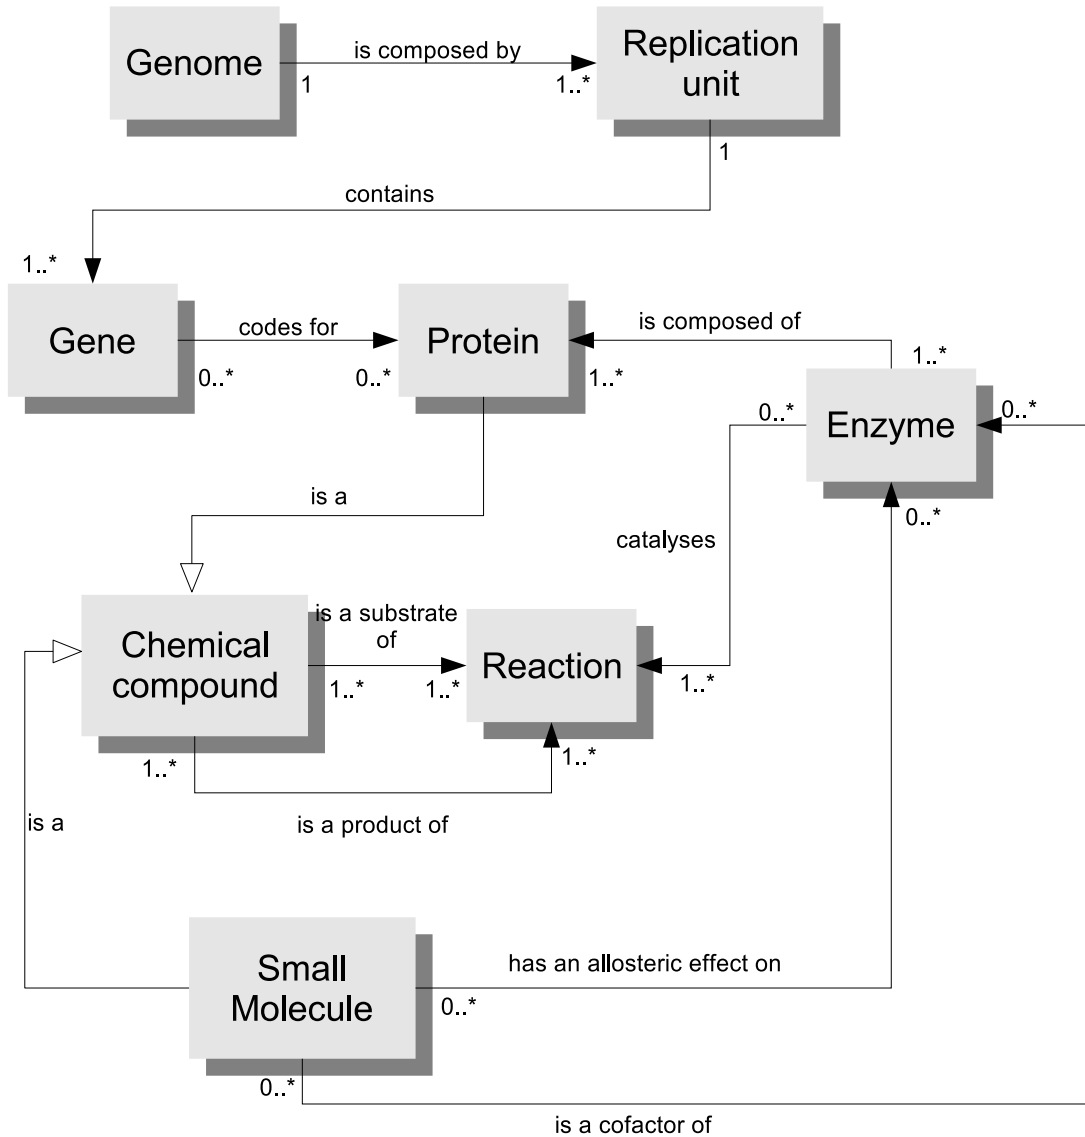 Genome
is composed by
1
1..*
Replication
unit
1
contains
1..*
Gene
codes for
0..*
0..*
Protein
1..*
is composed of
1..*
0..*
Enzyme
0..*
0..*
is a
catalyses
Chemical
compound
is a substrate
of
1..*
1..*
Reaction
1..*
1..*
1..*
is a product of
is a
Small
Molecule
has an allosteric effect on
0..*
0..*
is a cofactor of